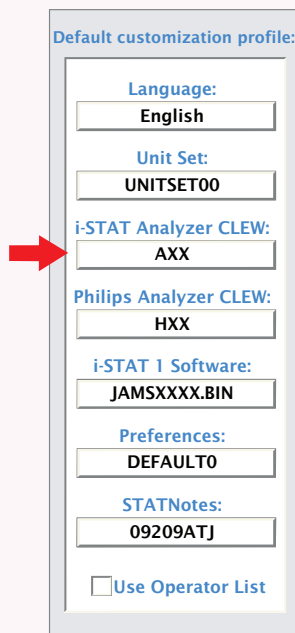 Default customization profile:
Language:
English
Unit Set:
UNITSET00
i-STAT Analyzer CLEW:
AXX
Philips Analyzer CLEW:
HXX
i-STAT 1 Software:
JAMSXXXX.BIN
Preferences:
DEFAULT0
STATNotes:
09209ATJ
Use Operator List